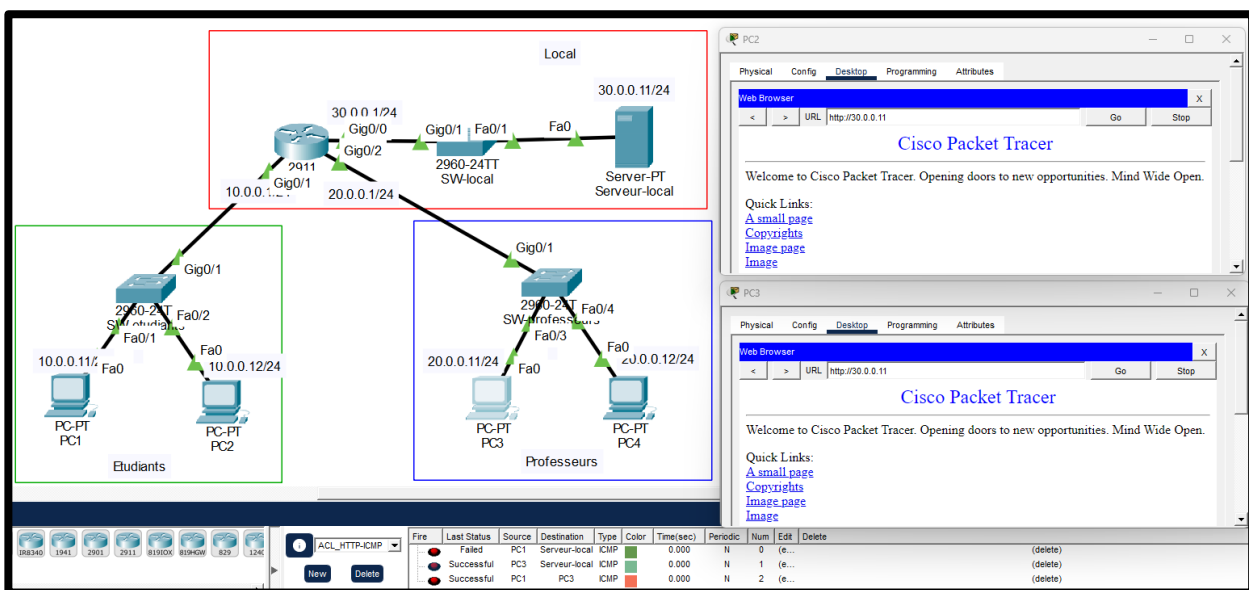 Local
30.0.0.11/24
30.0.0.1/24
Gig0/0
Gig0/1
Fa0/1
Fa0
Gig0/2
2911
2960-24TT
SW-local
Server-PT
Serveur-local
Gig0/1
20.0.0.1/24
Gig0/1
Gig0/1
Fa0/2
Fa0/1
Fa0
Fa0
10.0.0.12/24
PC-PT
PC1
PC-PT
PC2
Etudiants
Fa0/4
Fa0/3
Fa0
Fa0
20.0.0.11/24
PC-PT
PC3
PC-PT
PC4
Professeurs
PC2
Physical Config Desktop Programming Attributes
Web Browser X
< > URL http://30.0.0.11 Go Stop
Cisco Packet Tracer
Welcome to Cisco Packet Tracer. Opening doors to new opportunities. Mind Wide Open.
Quick Links:
A small page
Copyrights
Image page
Image
PC3
Physical Config Desktop Programming Attributes
Web Browser X
< > URL http://30.0.0.11 Go Stop
Cisco Packet Tracer
Welcome to Cisco Packet Tracer. Opening doors to new opportunities. Mind Wide Open.
Quick Links:
A small page
Copyrights
Image page
Image
IR8340 1941 2901 2911 819IOX 819HGW 829
ACL_HTTP-ICMP
New Delete
Fire Last Status Source Destination Type Color Time(sec) Periodic Num Edit Delete
Failed PC1 Serveur-local ICMP 0.000 N 0 (e... (delete)
Successful PC3 Serveur-local ICMP 0.000 N 1 (e... (delete)
Successful PC1 PC3 ICMP 0.000 N 2 (e... (delete)